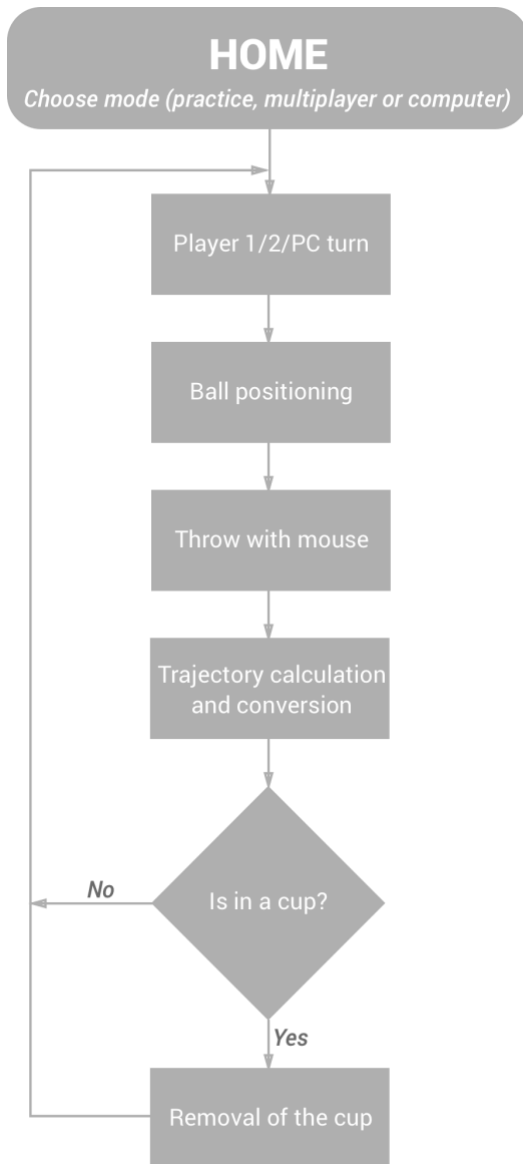 HOME
Choose mode (practice, multiplayer or computer)
Player 1/2/PC turn
Ball positioning
Throw with mouse
Trajectory calculation
and conversion
Is in a cup?
No
Yes
Removal of the cup